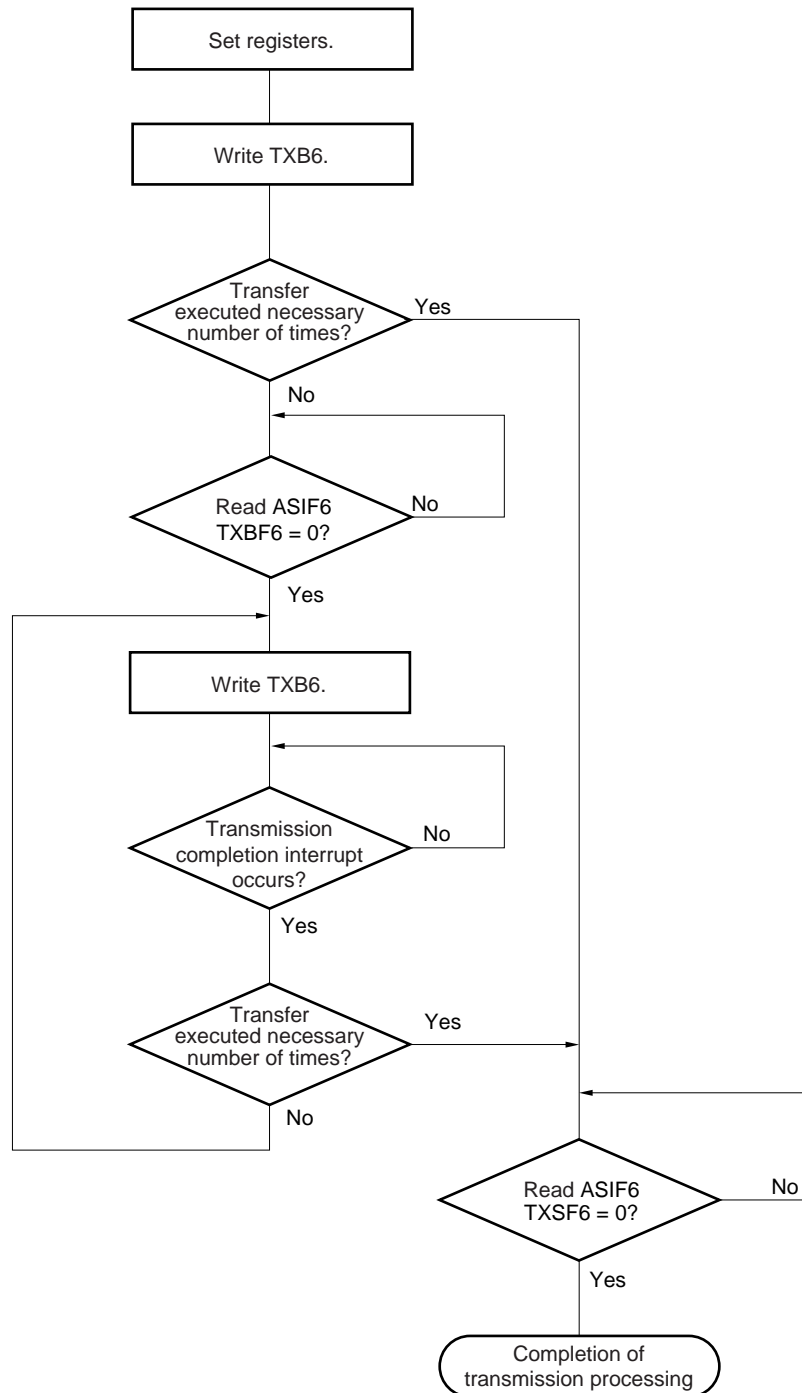 Set registers.
Write TXB6.
Transfer
executed necessary
number of times?
Yes
No
Read ASIF6
TXBF6 = 0?
No
Yes
Write TXB6.
Transmission
completion interrupt
occurs?
No
Yes
Transfer
executed necessary
number of times?
Yes
No
Read ASIF6
TXSF6 = 0?
No
Yes
Completion of
transmission processing